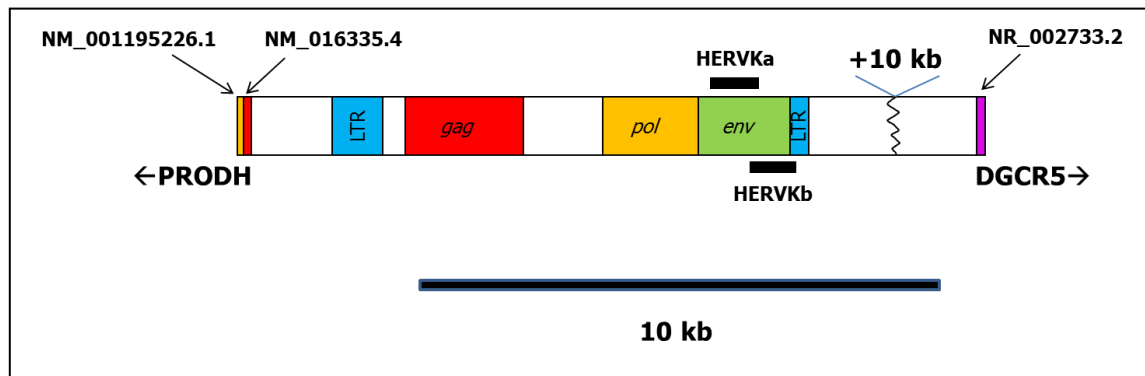 NM_001195226.1
NM_016335.4
NR_002733.2
HERVKa
+10 kb
LTR
gag
pol
env
LTR
←PRODH
HERVKb
DGCR5→
10 kb